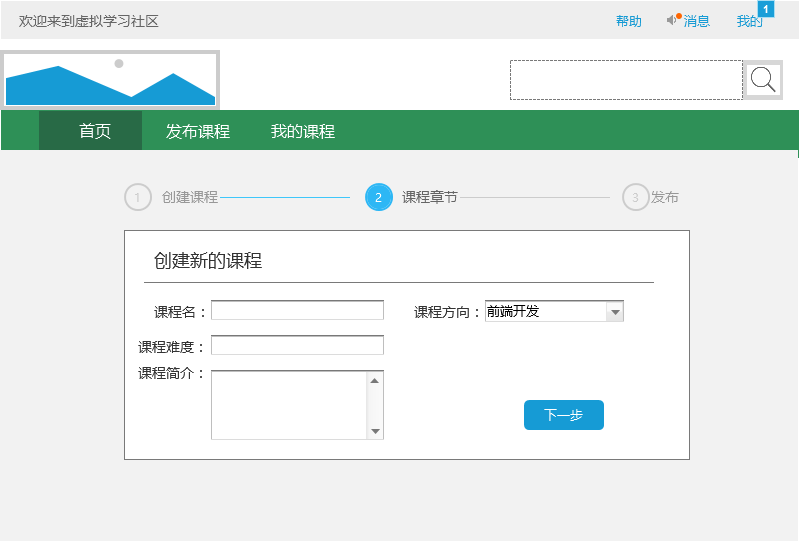 欢迎来到虚拟学习社区 帮助 消息 我的 1
首页 发布课程 我的课程
1 创建课程 2 课程章节 3 发布
创建新的课程
课程名： 课程方向： 前端开发
课程难度：
课程简介：
下一步